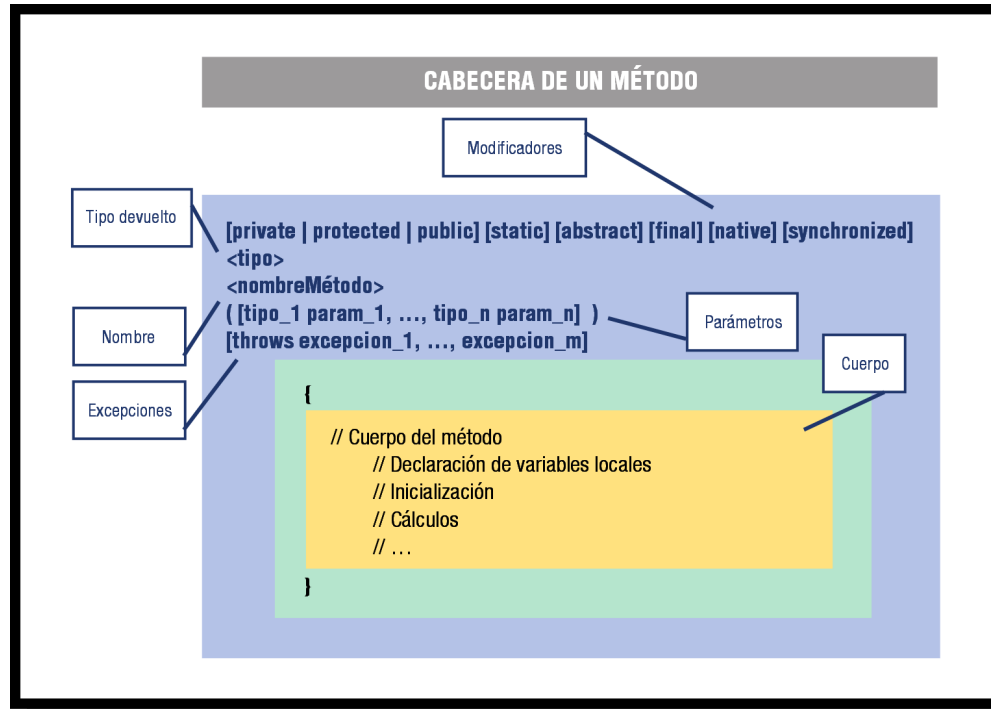 CABECERA DE UN MÉTODO
Modificadores
Tipo devuelto
[private | protected | public] [static] [abstract] [final] [native] [synchronized]
<tipo>
<nombreMétodo>
( [tipo_1 param_1, …, tipo_n param_n] )
[throws excepcion_1, …, excepcion_m]
Nombre
Parámetros
Cuerpo
Excepciones
{
// Cuerpo del método
// Declaración de variables locales
// Inicialización
// Cálculos
// …
}